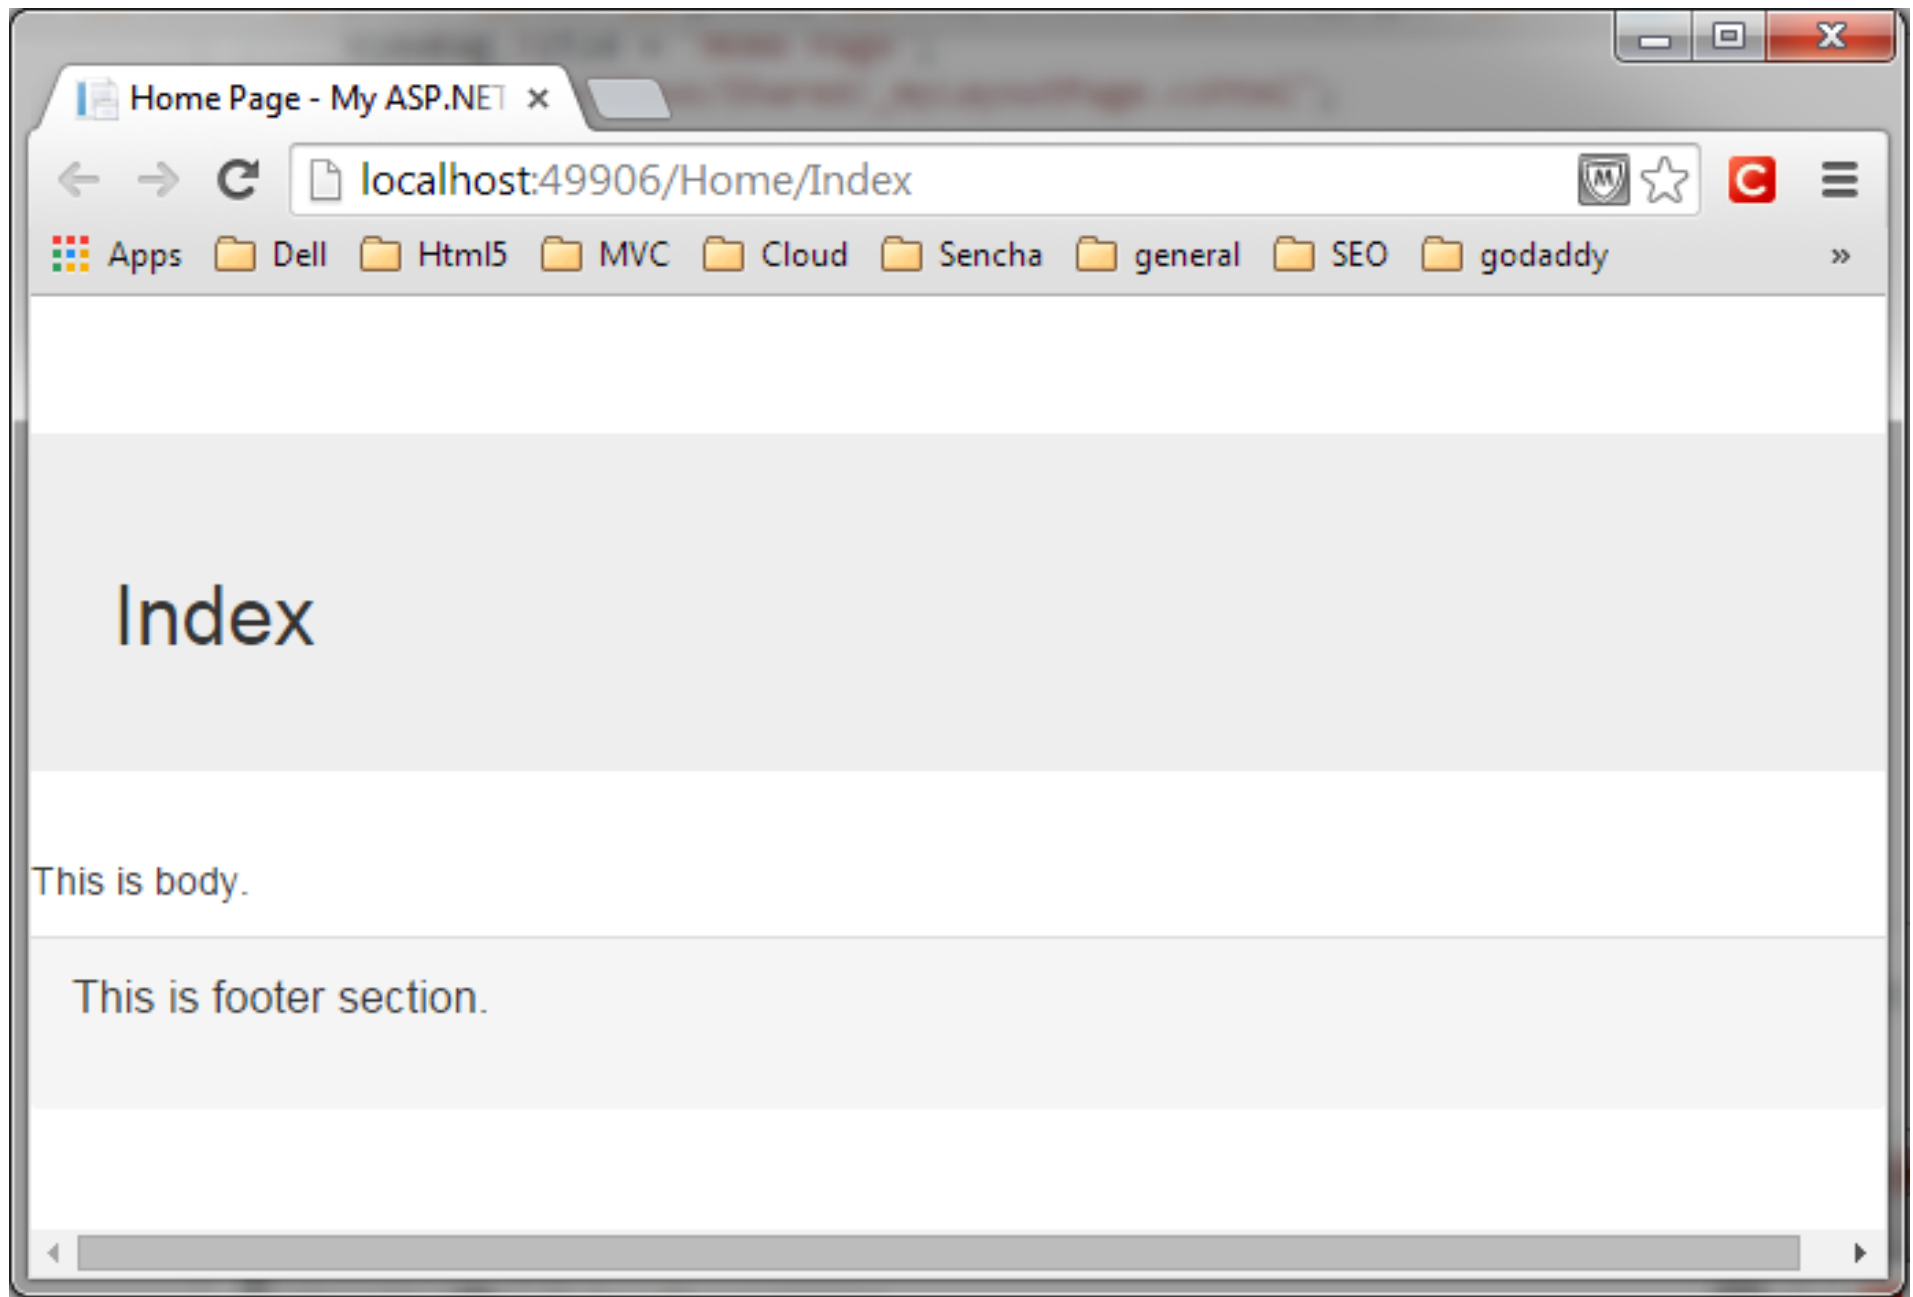 Home Page - My ASP.NET
localhost:49906/Home/Index
Apps Dell Html5 MVC Cloud Sencha general SEO godaddy »
Index
This is body.
This is footer section.